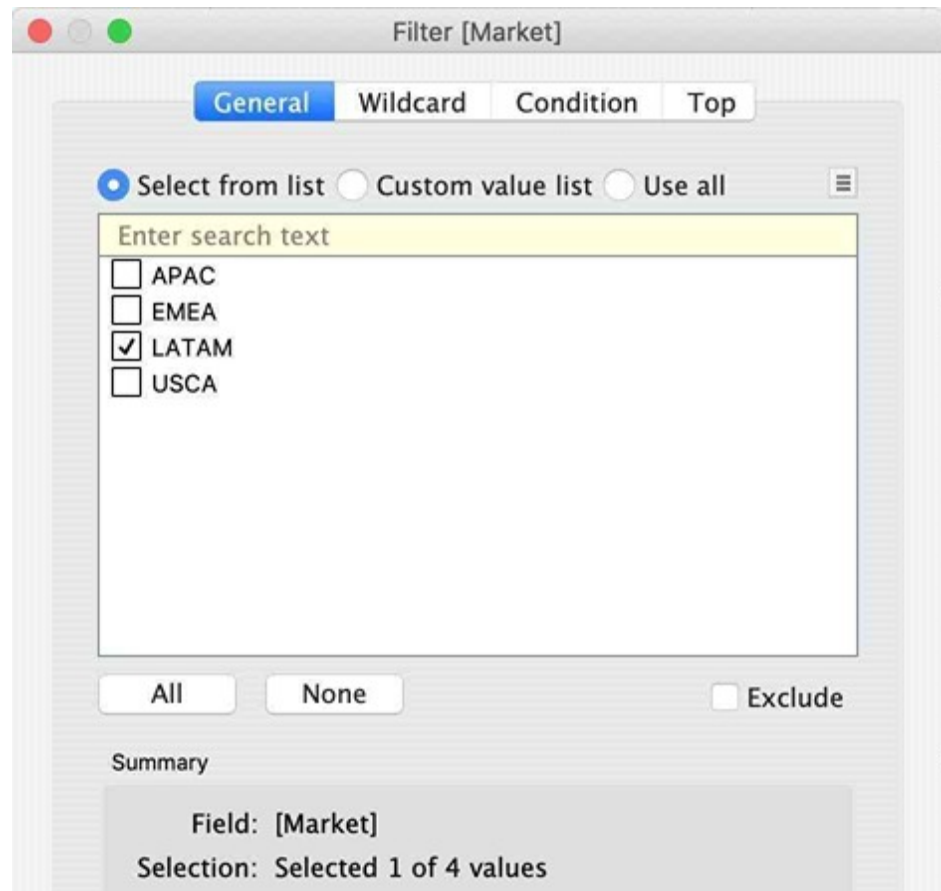 Filter [Market]
General Wildcard Condition Top
Select from list Custom value list Use all
Enter search text
APAC
EMEA
LATAM
USCA
All None Exclude
Summary
Field: [Market]
Selection: Selected 1 of 4 values